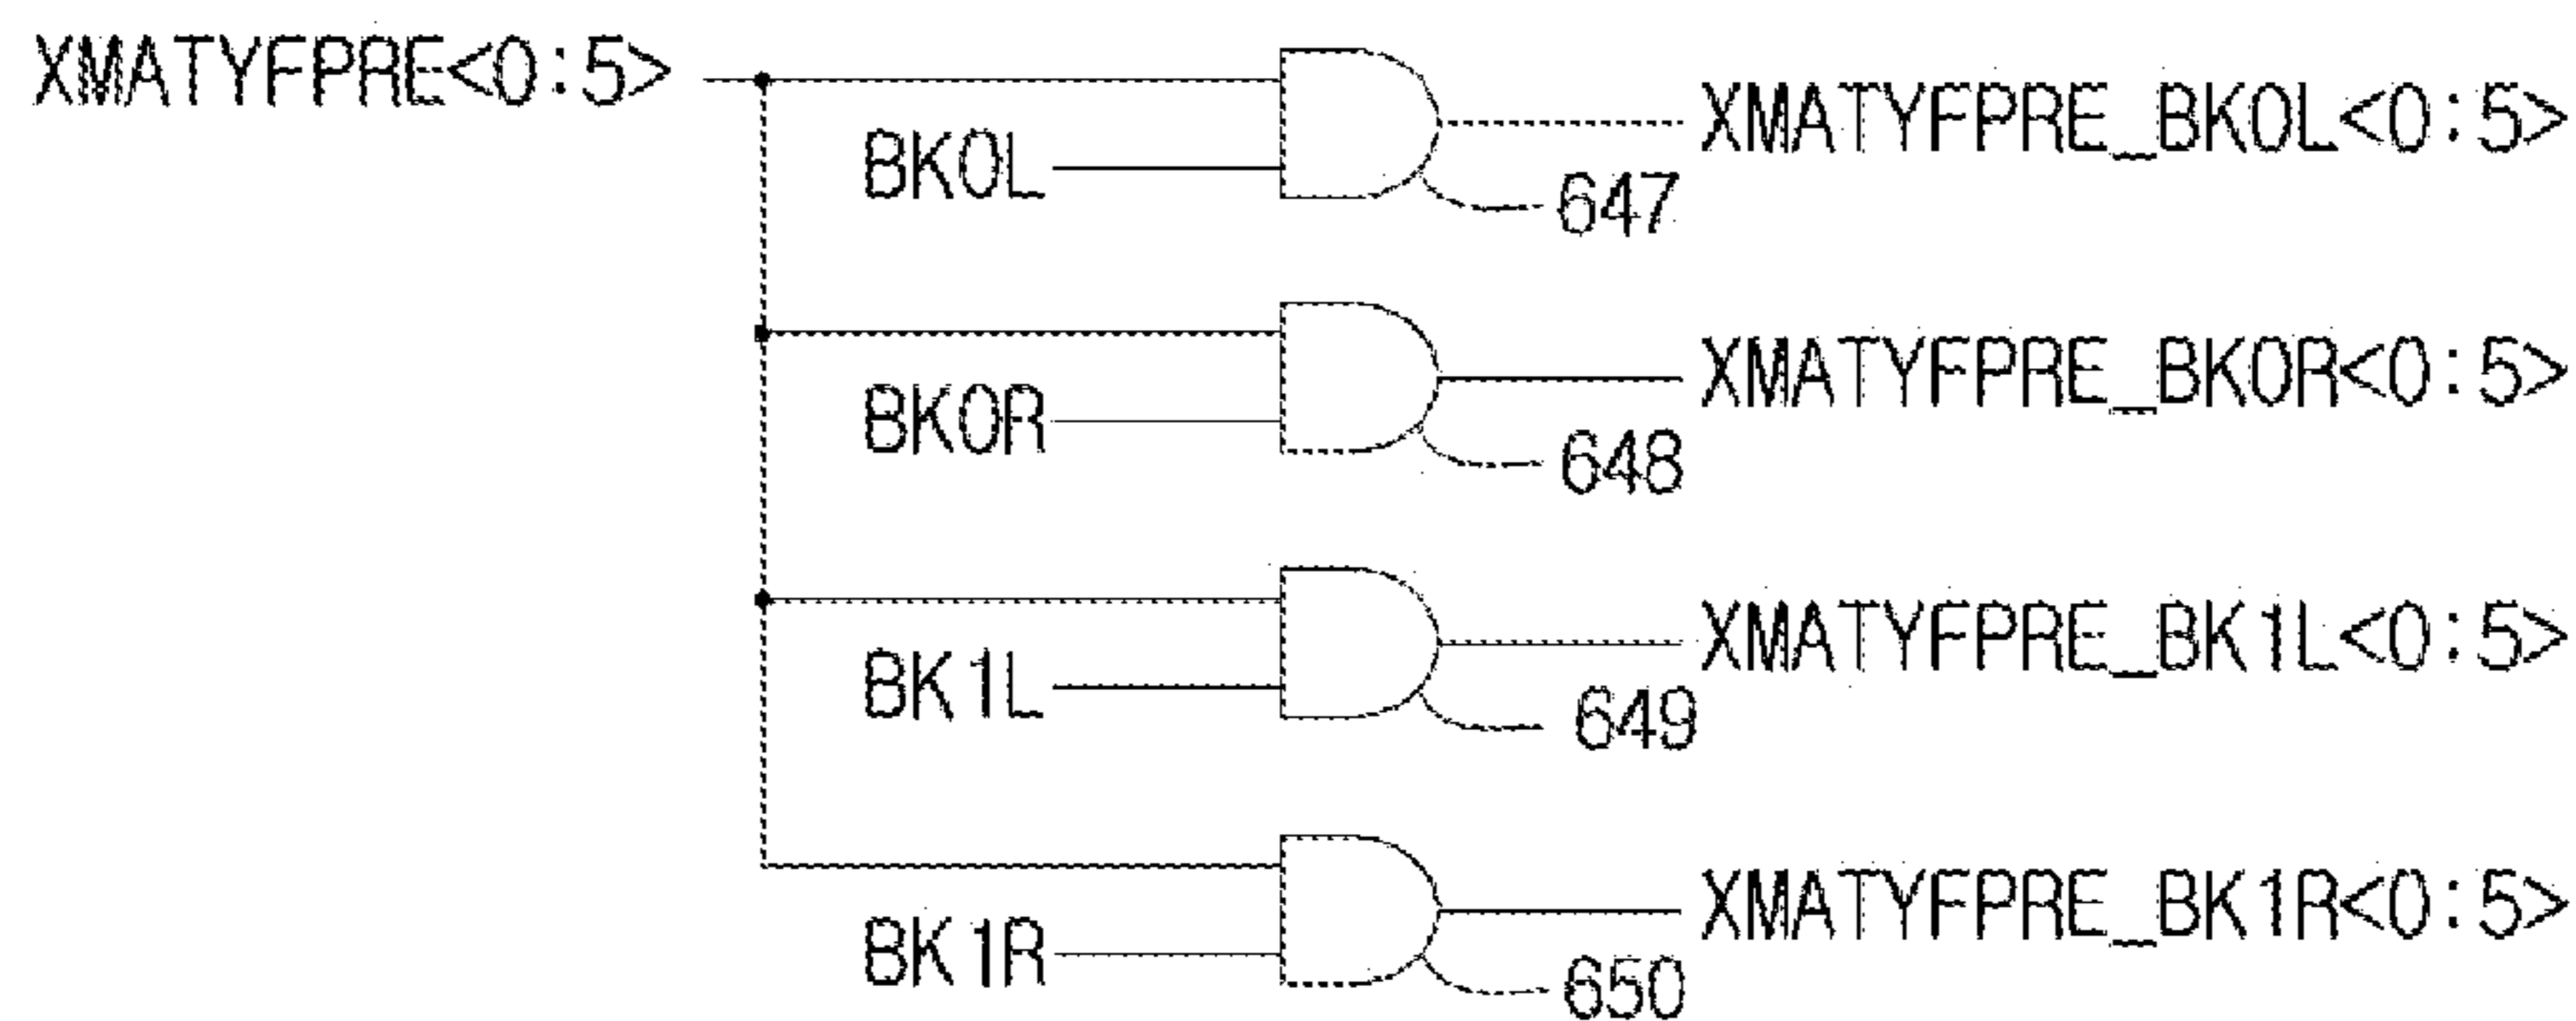 XMATYFPRE<0:5>
XMATYFPRE_BK0L<0:5>
BK0L
647
XMATYFPRE_BK0R<0:5>
BK0R
648
XMATYFPRE_BK1L<0:5>
BK1L
649
XMATYFPRE_BK1R<0:5>
BK1R
650